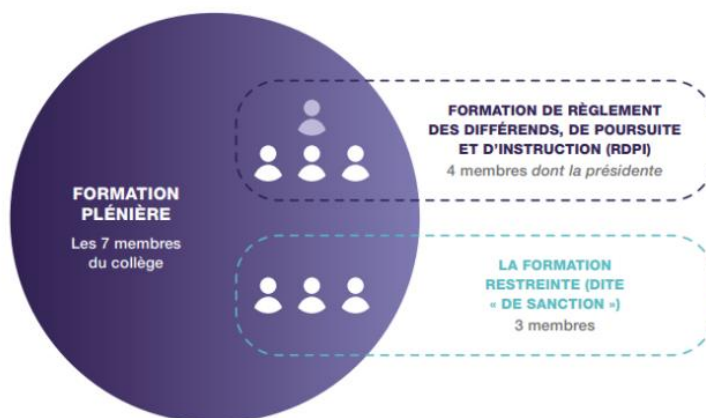 FORMATION
PLÉNIÈRE
Les 7 membres
du collège
FORMATION DE RÈGLEMENT
DES DIFFÉRENDS, DE POURSUITE
ET D'INSTRUCTION (RDPI)
4 membres dont la présidente
LA FORMATION
RESTREINTE (DITE
« DE SANCTION »)
3 membres